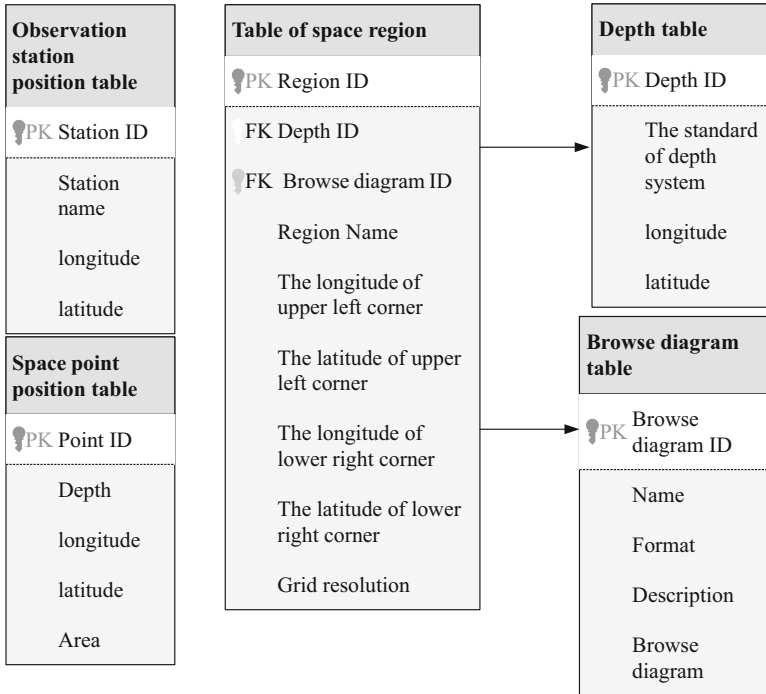 Observation
station
position table
PK Station ID
Station
name
longitude
latitude
Space point
position table
PK Point ID
Depth
longitude
latitude
Area
Table of space region
PK Region ID
FK Depth ID
FK Browse diagram ID
Region Name
The longitude of
upper left corner
The latitude of upper
left corner
The longitude of
lower right corner
The latitude of lower
right corner
Grid resolution
Depth table
PK Depth ID
The standard
of depth
system
longitude
latitude
Browse diagram
table
PK Browse
diagram ID
Name
Format
Description
Browse
diagram